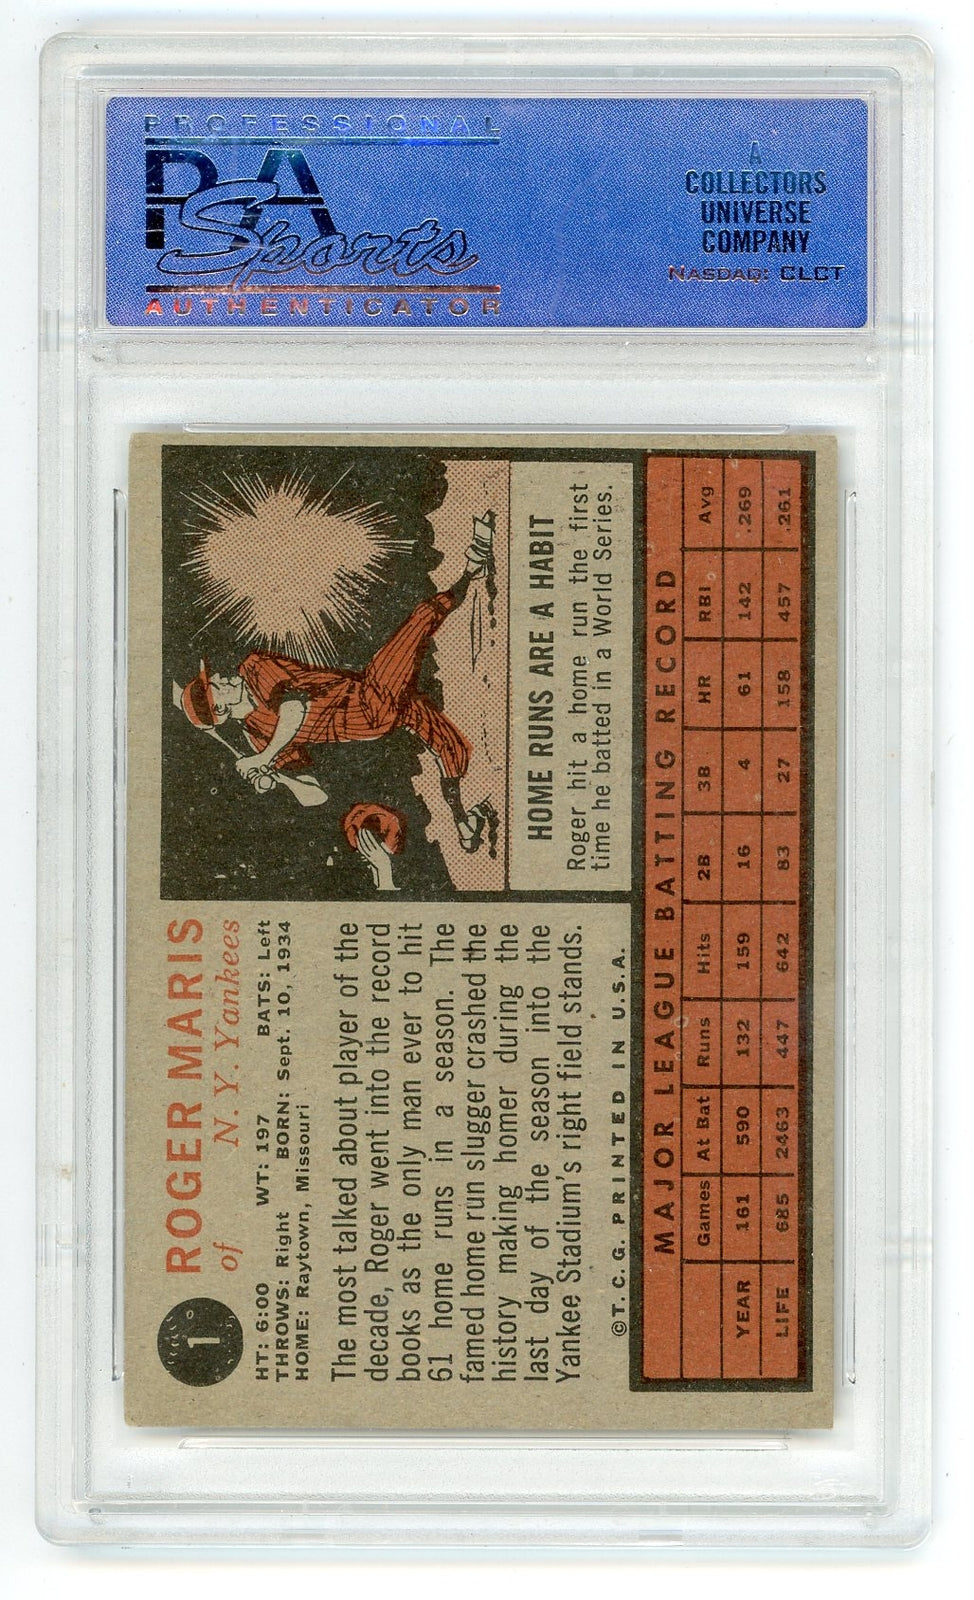 PROFESSIONAL
PSA
Sports
AUTHENTICATOR
A
COLLECTORS
UNIVERSE
COMPANY
NASDAQ: CLCT
1
ROGER MARIS
of N. Y. Yankees
HT: 6:00 WT: 197 BATS: Left
THROWS: Right BORN: Sept. 10, 1934
HOME: Raytown, Missouri
The most talked about player of the
decade, Roger went into the record
books as the only man ever to hit
61 home runs in a season. The
famed home run slugger crashed the
history making homer during the
last day of the season into the
Yankee Stadium's right field stands.
©T. C. G. PRINTED IN U.S.A.
HOME RUNS ARE A HABIT
Roger hit a home run the first
time he batted in a World Series.
MAJOR LEAGUE BATTING RECORD
Games At Bat Runs Hits 2B 3B HR RBI Avg
YEAR 161 590 132 159 16 4 61 142 .269
LIFE 685 2463 447 642 83 27 158 457 .261